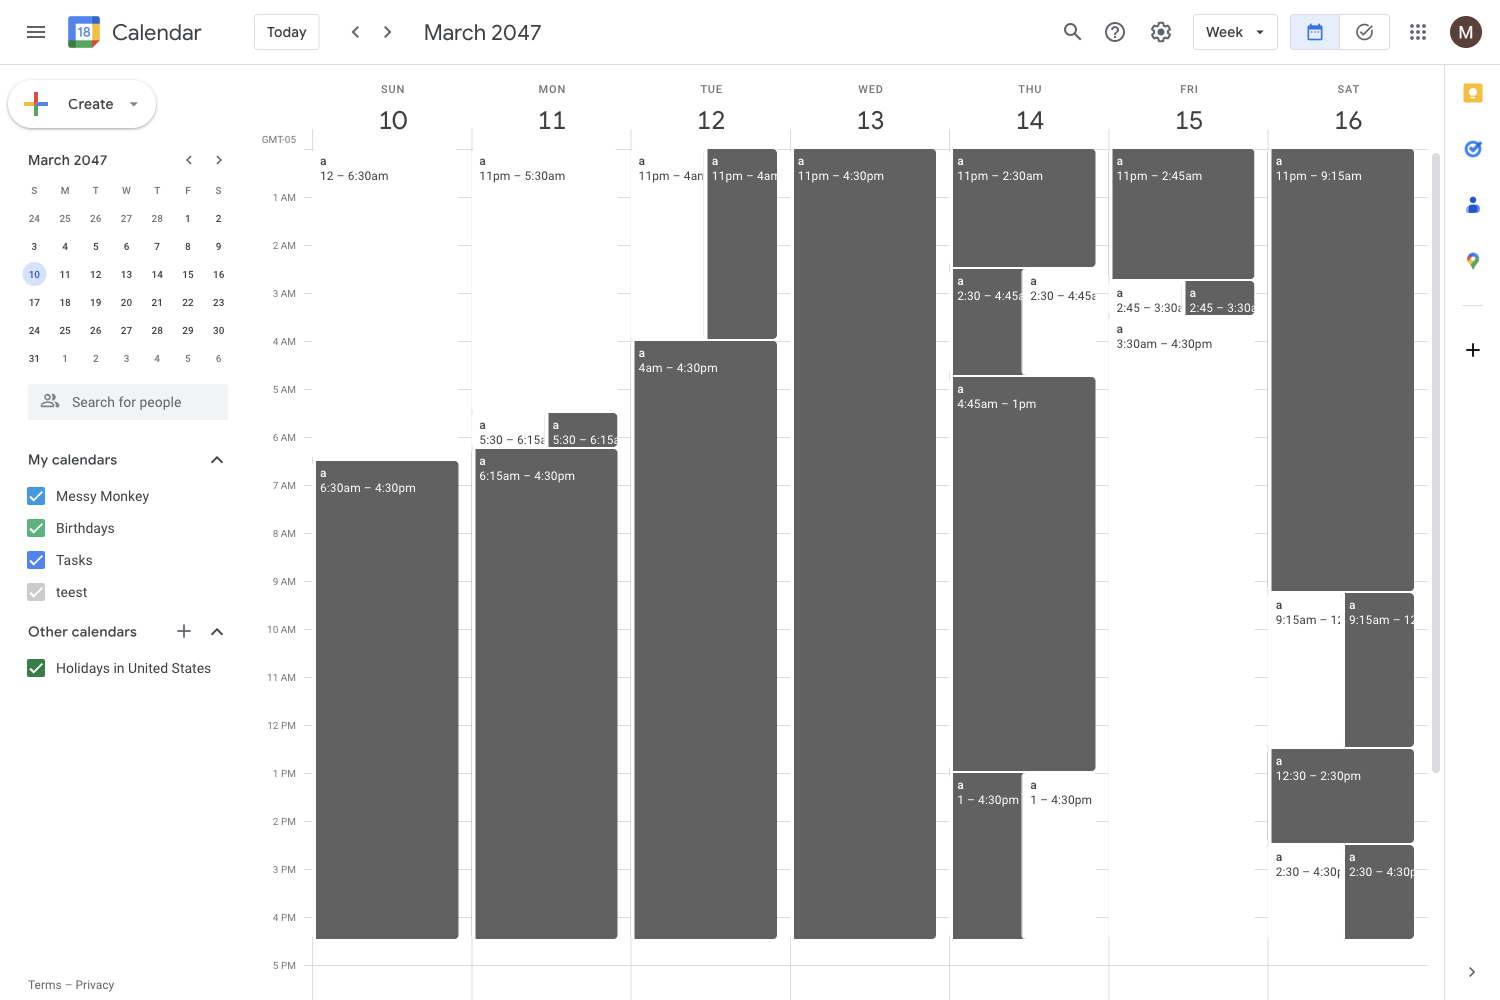 18 Calendar
Today
March 2047
Week
M
Create
March 2047
S M T W T F S
24 25 26 27 28 1 2
3 4 5 6 7 8 9
10 11 12 13 14 15 16
17 18 19 20 21 22 23
24 25 26 27 28 29 30
31 1 2 3 4 5 6
Search for people
My calendars
Messy Monkey
Birthdays
Tasks
teest
Other calendars
Holidays in United States
Terms – Privacy
SUN MON TUE WED THU FRI SAT
10 11 12 13 14 15 16
GMT-05
1 AM
2 AM
3 AM
4 AM
5 AM
6 AM
7 AM
8 AM
9 AM
10 AM
11 AM
12 PM
1 PM
2 PM
3 PM
4 PM
5 PM
a
12 – 6:30am
a
6:30am – 4:30pm
a
11pm – 5:30am
a
5:30 – 6:15a
a
5:30 – 6:15a
a
6:15am – 4:30pm
a
11pm – 4am
a
11pm – 4am
a
4am – 4:30pm
a
11pm – 4:30pm
a
11pm – 2:30am
a
2:30 – 4:45a
a
2:30 – 4:45a
a
4:45am – 1pm
a
1 – 4:30pm
a
1 – 4:30pm
a
11pm – 2:45am
a
2:45 – 3:30a
a
2:45 – 3:30a
a
3:30am – 4:30pm
a
11pm – 9:15am
a
9:15am – 12
a
9:15am – 12
a
12:30 – 2:30pm
a
2:30 – 4:30p
a
2:30 – 4:30p